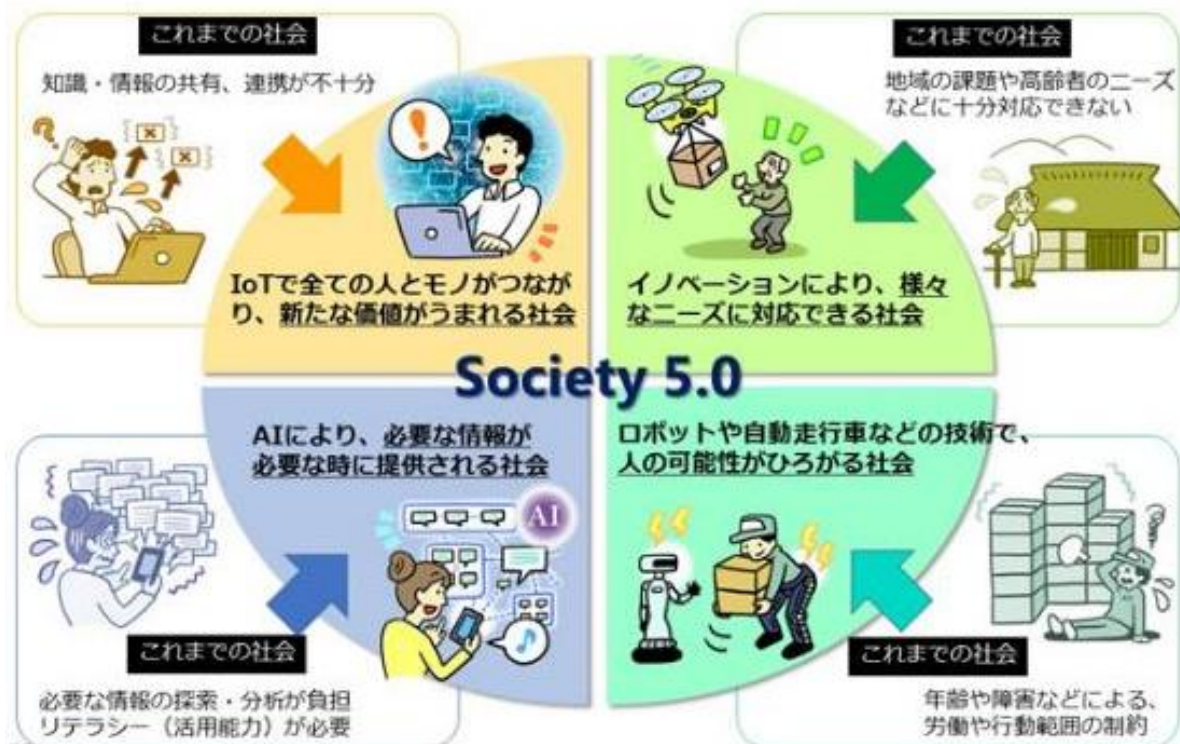 これまでの社会
知識・情報の共有、連携が不十分
IoTで全ての人とモノがつなが
り、新たな価値がうまれる社会
これまでの社会
地域の課題や高齢者のニーズ
などに十分対応できない
イノベーションにより、様々
なニーズに対応できる社会
Society 5.0
AIにより、必要な情報が
必要な時に提供される社会
AI
これまでの社会
必要な情報の探索・分析が負担
リテラシー（活用能力）が必要
ロボットや自動走行車などの技術で、
人の可能性がひろがる社会
これまでの社会
年齢や障害などによる、
労働や行動範囲の制約